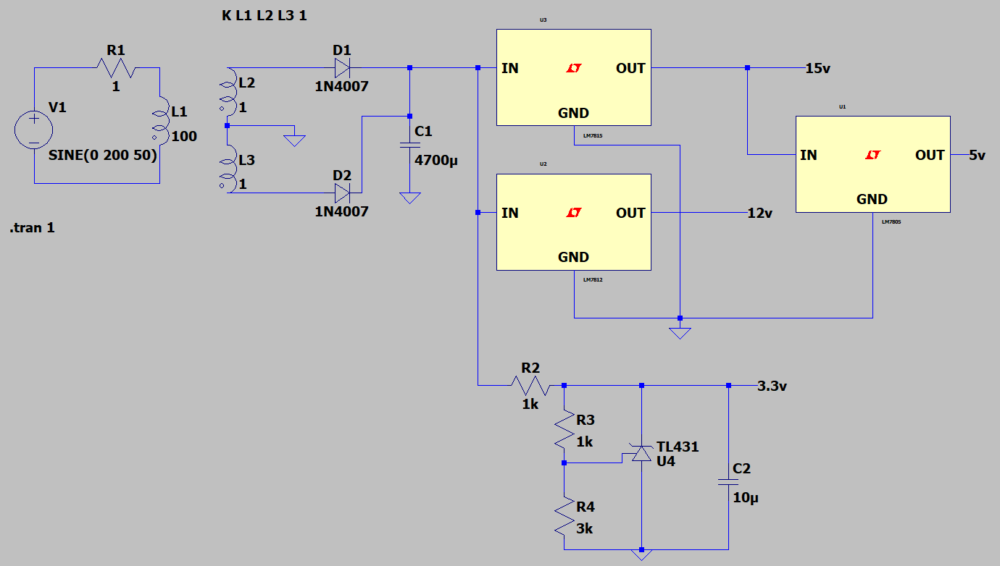 K L1 L2 L3 1
R1
1
V1
SINE(0 200 50)
L1
100
L2
1
L3
1
D1
1N4007
D2
1N4007
C1
4700µ
.tran 1
U3
IN
OUT
GND
LM7815
15v
U2
IN
OUT
GND
LM7812
12v
U1
IN
OUT
GND
LM7805
5v
R2
1k
3.3v
R3
1k
TL431
U4
R4
3k
C2
10µ